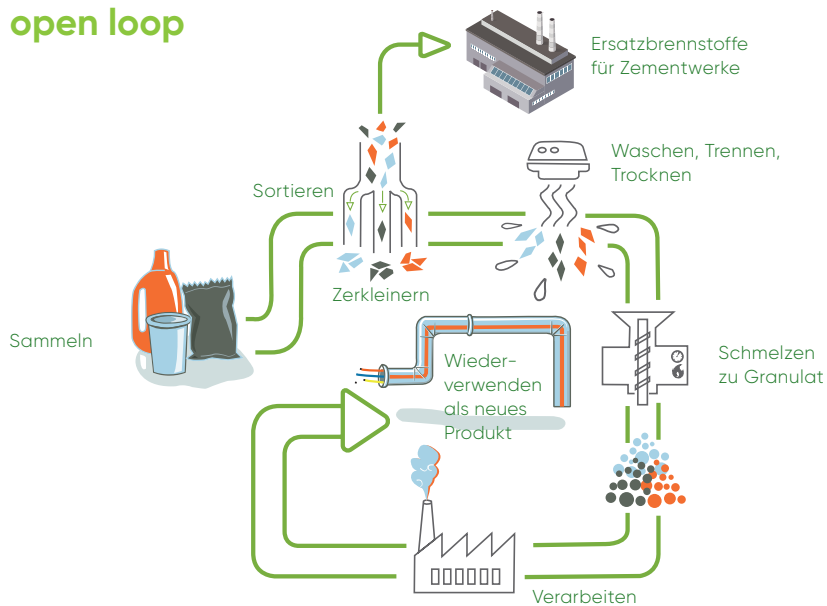 open loop
Ersatzbrennstoffe
für Zementwerke
Waschen, Trennen,
Trocknen
Sortieren
Zerkleinern
Sammeln
Wieder-
verwenden
als neues
Produkt
Schmelzen
zu Granulat
Verarbeiten